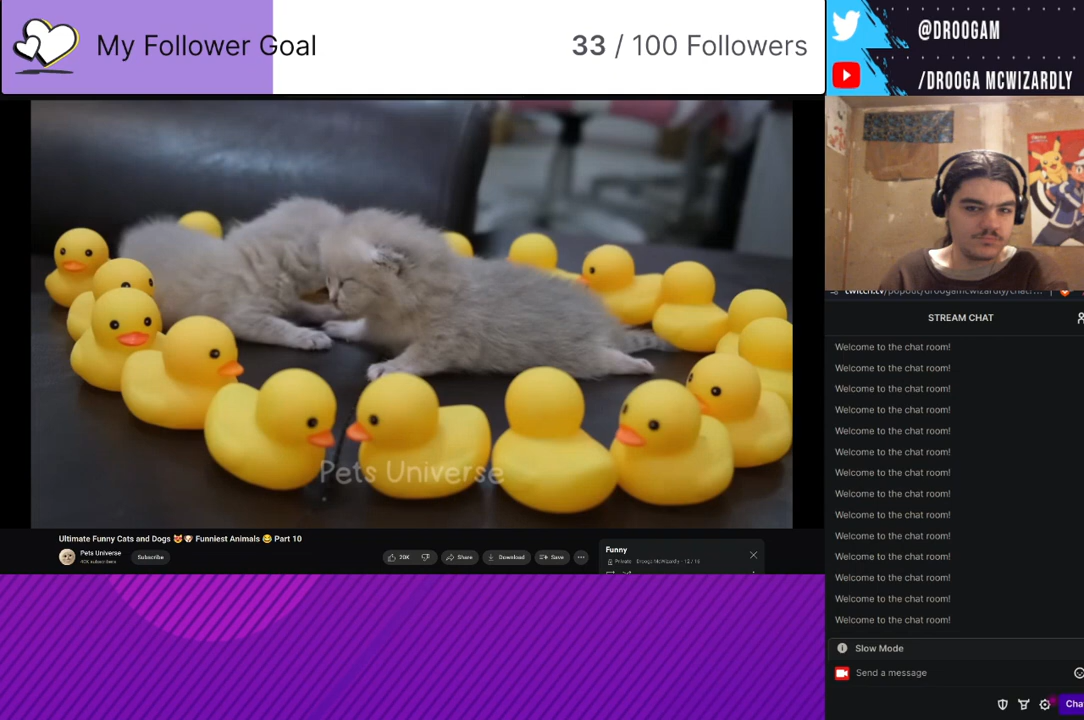 My Follower Goal
33 / 100 Followers
@DROOGAM
/DROOGA MCWIZARDLY
Pets Universe
Ultimate Funny Cats and Dogs 😻🐶 Funniest Animals 😂 Part 10
Pets Universe
Subscribe
20K
Share
Download
Save
Funny
Private
Drooga McWizardly - 12 / 
STREAM CHAT
Welcome to the chat room!
Welcome to the chat room!
Welcome to the chat room!
Welcome to the chat room!
Welcome to the chat room!
Welcome to the chat room!
Welcome to the chat room!
Welcome to the chat room!
Welcome to the chat room!
Welcome to the chat room!
Welcome to the chat room!
Welcome to the chat room!
Welcome to the chat room!
Welcome to the chat room!
Slow Mode
Send a message
Cha